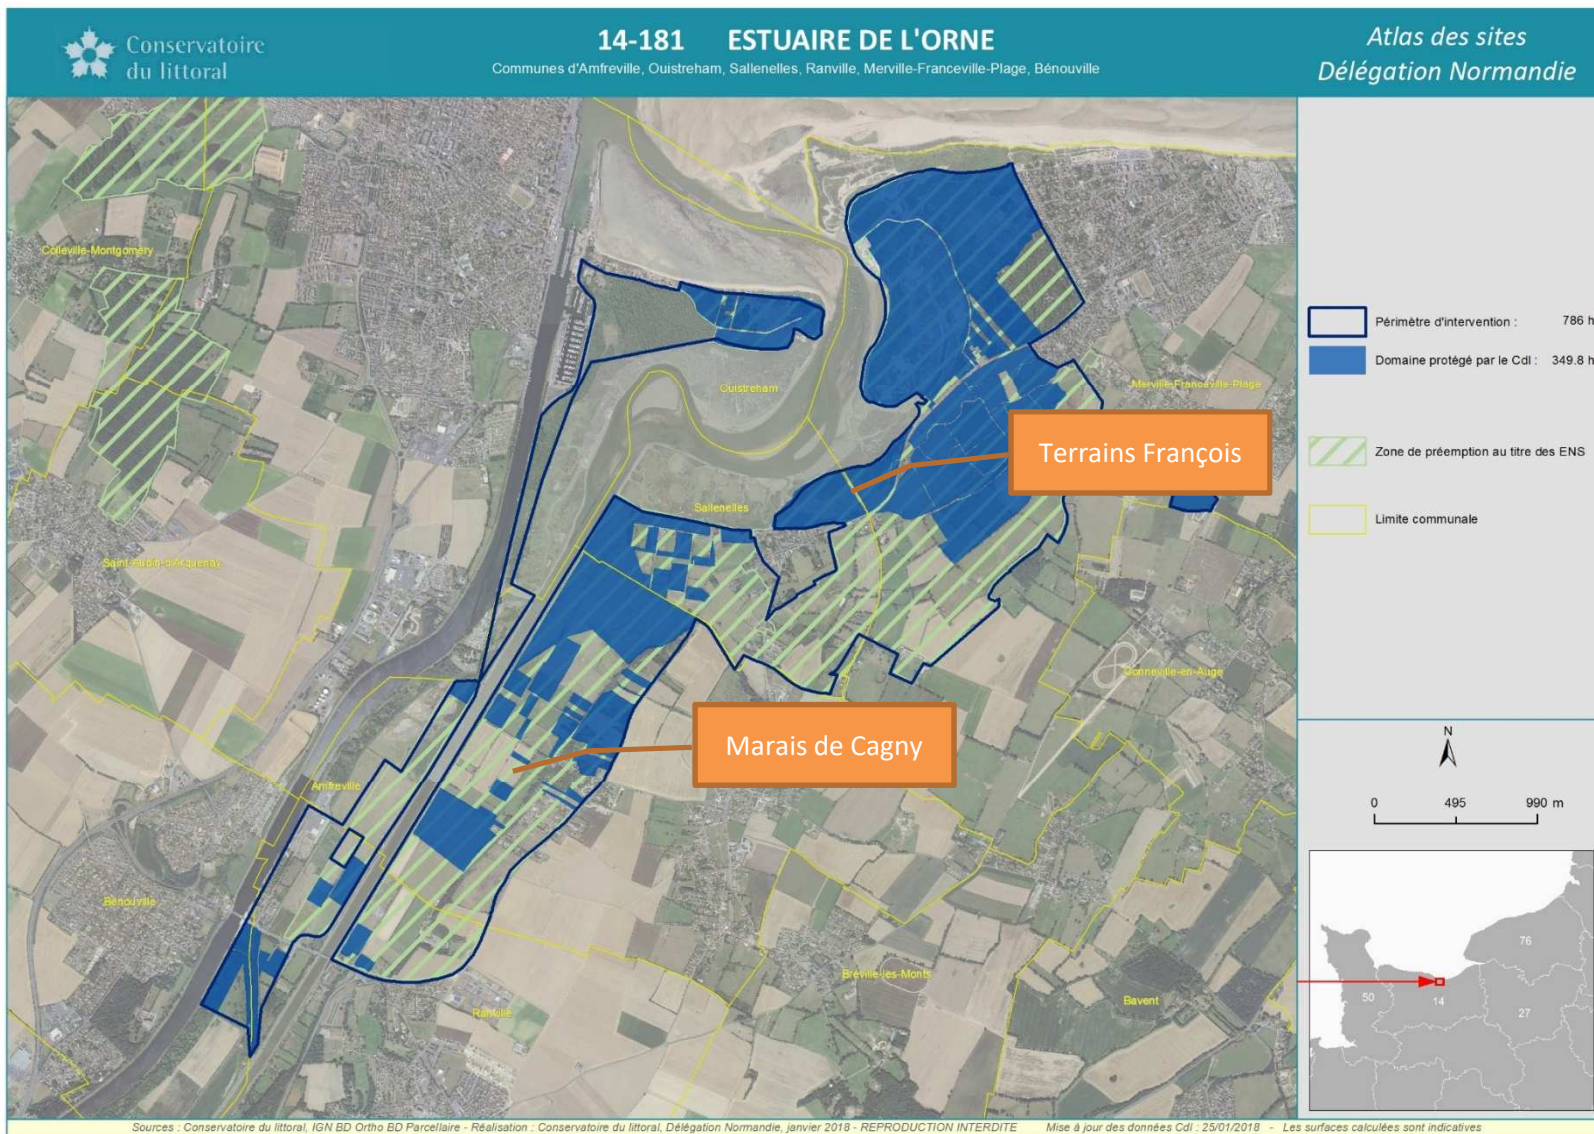 Conservatoire
du littoral
14-181 ESTUAIRE DE L'ORNE
Communes d'Amfreville, Ouistreham, Sallenelles, Ranville, Merville-Franceville-Plage, Bénouville
Atlas des sites
Délégation Normandie
Colleville-Montgomery
Ouistreham
Merville-Franceville-Plage
Terrains François
Sallenelles
Saint-Aubin-d'Arquenay
Gonneville-en-Auge
Marais de Cagny
Amfreville
Bénouville
Bréville-les-Monts
Bavent
Ranville
Périmètre d'intervention : 786 h
Domaine protégé par le Cdl : 349.8 h
Zone de préemption au titre des ENS
Limite communale
N
0 495 990 m
76
50
14
27
Sources : Conservatoire du littoral, IGN BD Ortho BD Parcellaire - Réalisation : Conservatoire du littoral, Délégation Normandie, janvier 2018 - REPRODUCTION INTERDITE Mise à jour des données Cdl : 25/01/2018 - Les surfaces calculées sont indicatives